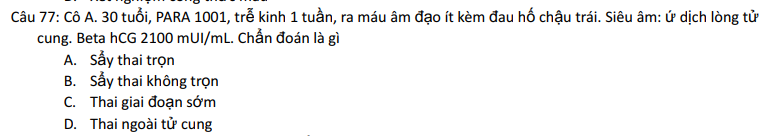 Câu 77: Cô A. 30 tuổi, PARA 1001, trễ kinh 1 tuần, ra máu âm đạo ít kèm đau hố chậu trái. Siêu âm: ứ dịch lòng tử
cung. Beta hCG 2100 mUI/mL. Chẩn đoán là gì
A. Sẩy thai trọn
B. Sẩy thai không trọn
C. Thai giai đoạn sớm
D. Thai ngoài tử cung